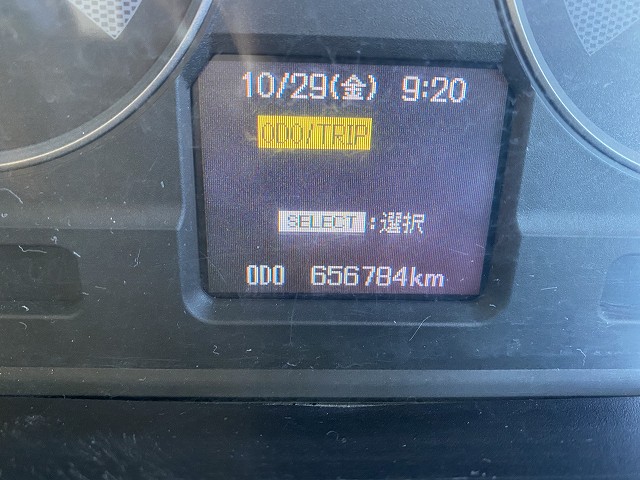 10/29(金) 9:20
ODO/TRIP
SELECT:選択
ODO 656784km